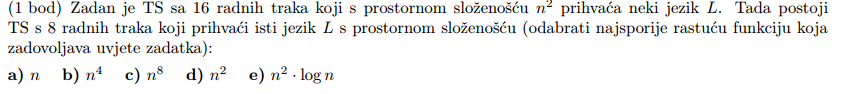 (1 bod) Zadan je TS sa 16 radnih traka koji s prostornom složenošću n² prihvaća neki jezik L. Tada postoji
TS s 8 radnih traka koji prihvaći isti jezik L s prostornom složenošću (odabrati najsporije rastuću funkciju koja
zadovoljava uvjete zadatka):
a) n b) n⁴ c) n⁸ d) n² e) n² · log n